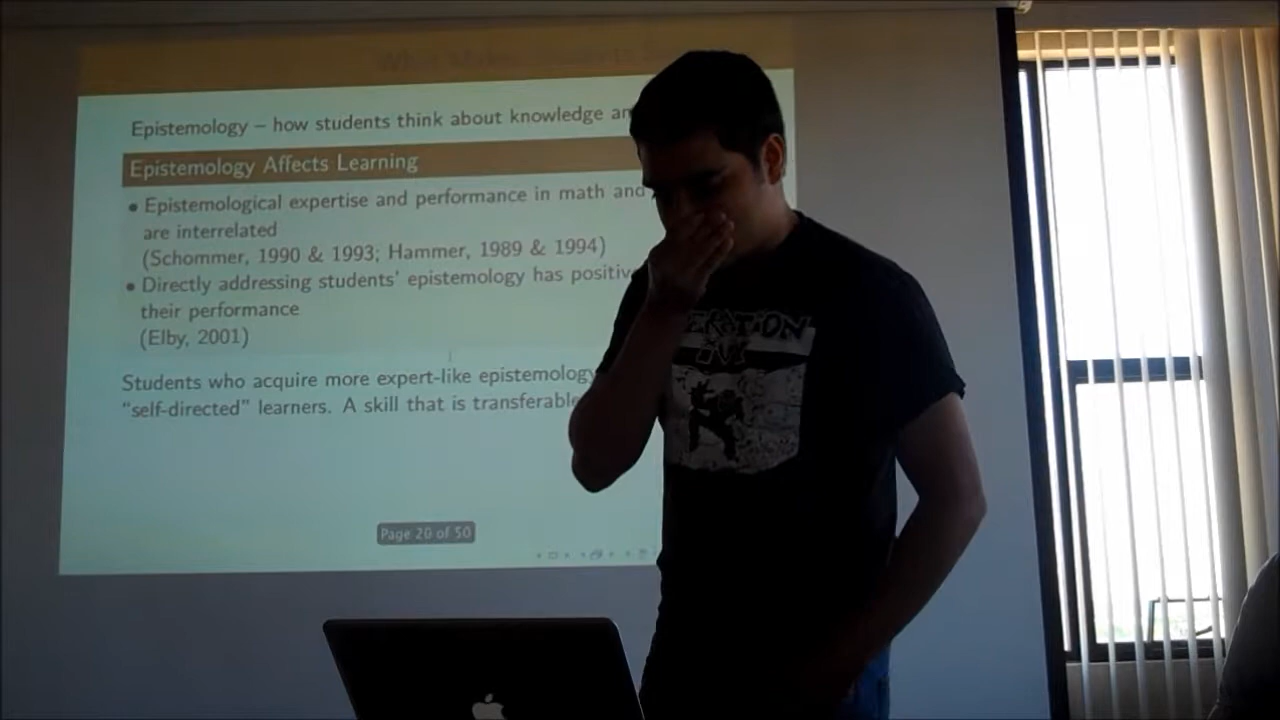 Epistemology – how students think about knowledge
Epistemology Affects Learning
• Epistemological expertise and performance in math and
are interrelated
(Schommer, 1990 & 1993; Hammer, 1989 & 1994)
• Directly addressing students' epistemology has
their performance
(Elby, 2001)
Students who acquire more expert-like epistemology
"self-directed" learners. A skill that is transferable
Page 20 of 50